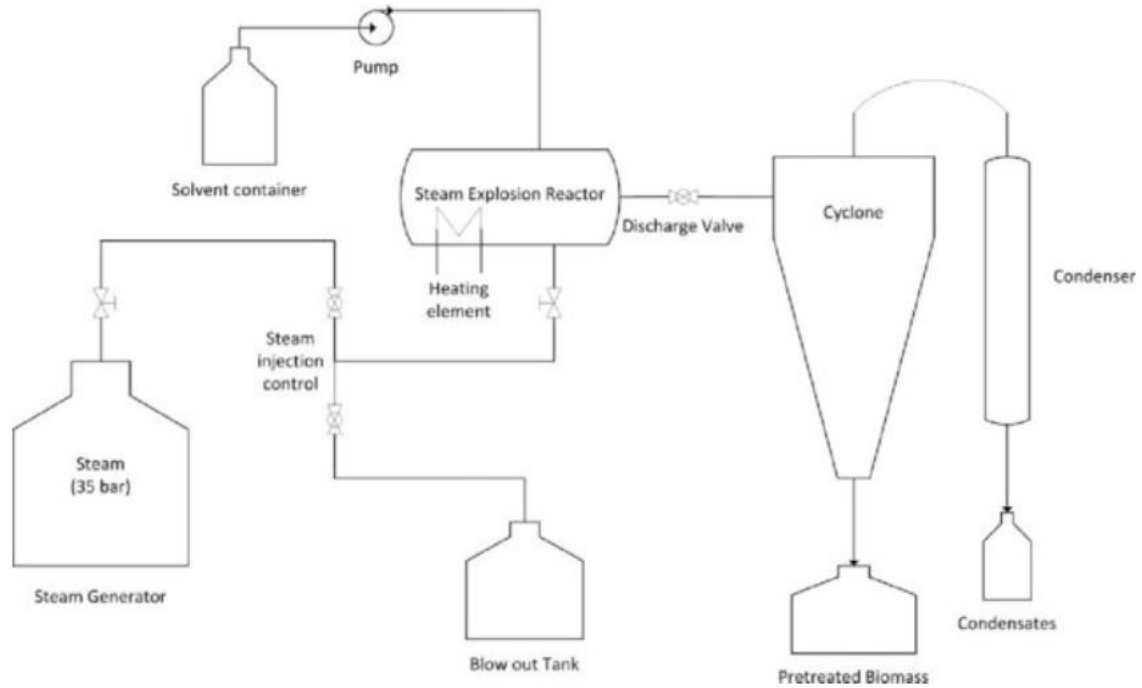 Pump
Solvent container
Steam Explosion Reactor
Discharge Valve
Heating
element
Cyclone
Condenser
Steam
injection
control
Steam
(35 bar)
Steam Generator
Blow out Tank
Pretreated Biomass
Condensates